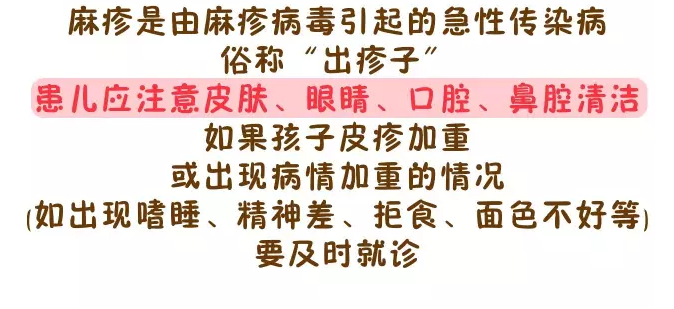 麻疹是由麻疹病毒引起的急性传染病
俗称“出疹子”
患儿应注意皮肤、眼睛、口腔、鼻腔清洁
如果孩子皮疹加重
或出现病情加重的情况
(如出现嗜睡、精神差、拒食、面色不好等)
要及时就诊